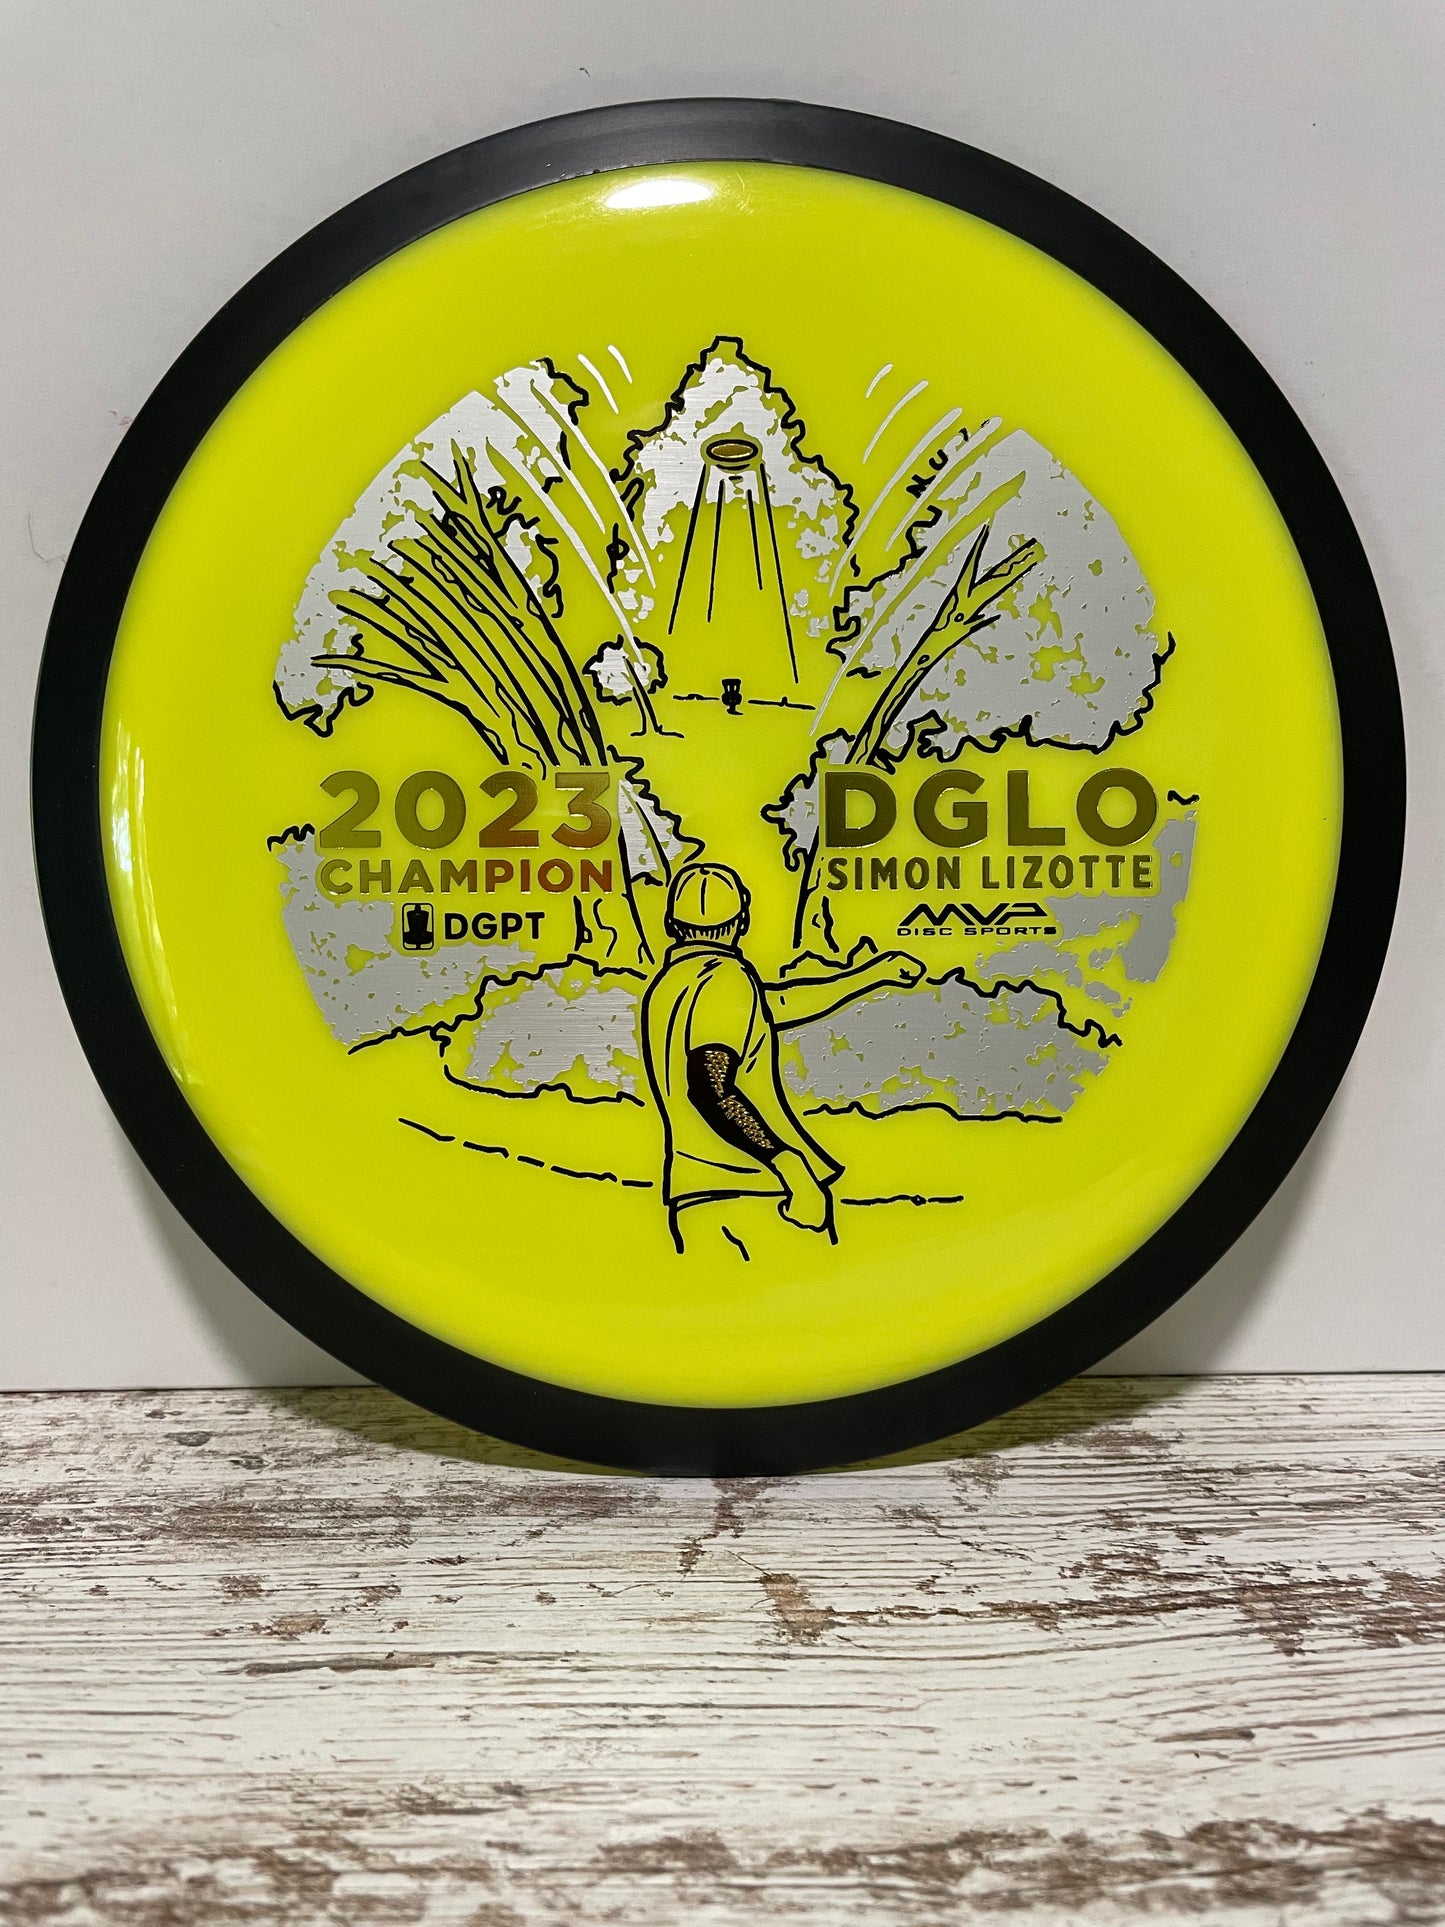 2023
CHAMPION
DGPT
DGLO
SIMON LIZOTTE
MVP
DISC SPORTS